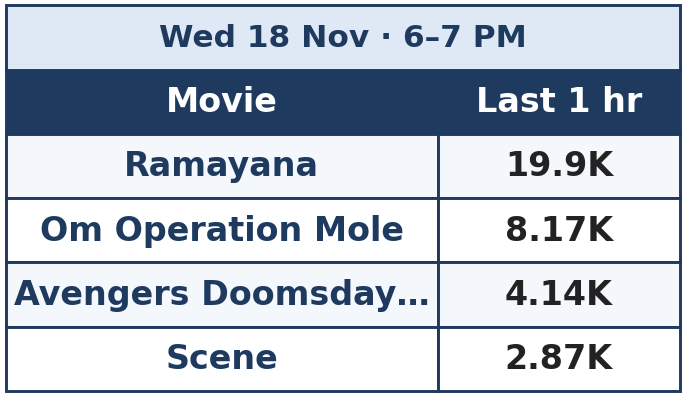 Wed 18 Nov · 6–7 PM
Movie Last 1 hr
Ramayana 19.9K
Om Operation Mole 8.17K
Avengers Doomsday… 4.14K
Scene 2.87K